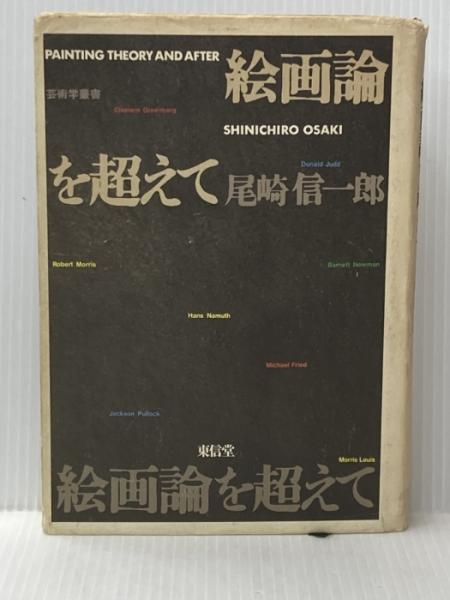 PAINTING THEORY AND AFTER
絵画論
芸術学叢書
Clement Greenberg
SHINICHIRO OSAKI
Donald Judd
を超えて 尾崎信一郎
Robert Morris
Barnett Newman
Hans Namuth
Michael Fried
Jackson Pollock
東信堂
Morris Louis
絵画論を超えて